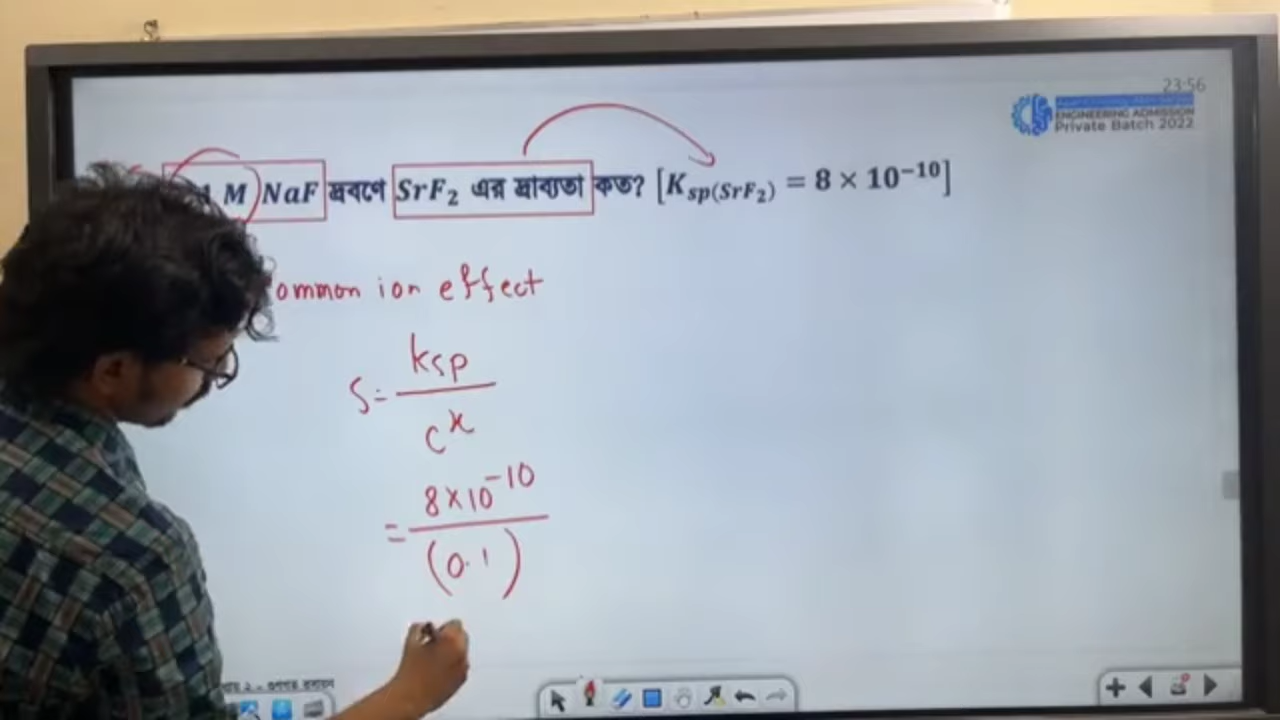 23:56
ENGINEERING ADMISSION
Private Batch 2022
M NaF দ্রবণে SrF₂ এর দ্রাব্যতা কত? [K_sp(SrF₂) = 8 × 10⁻¹⁰]
ommon ion effect
S = ksp / c^x
= 8×10⁻¹⁰ / (0.1)